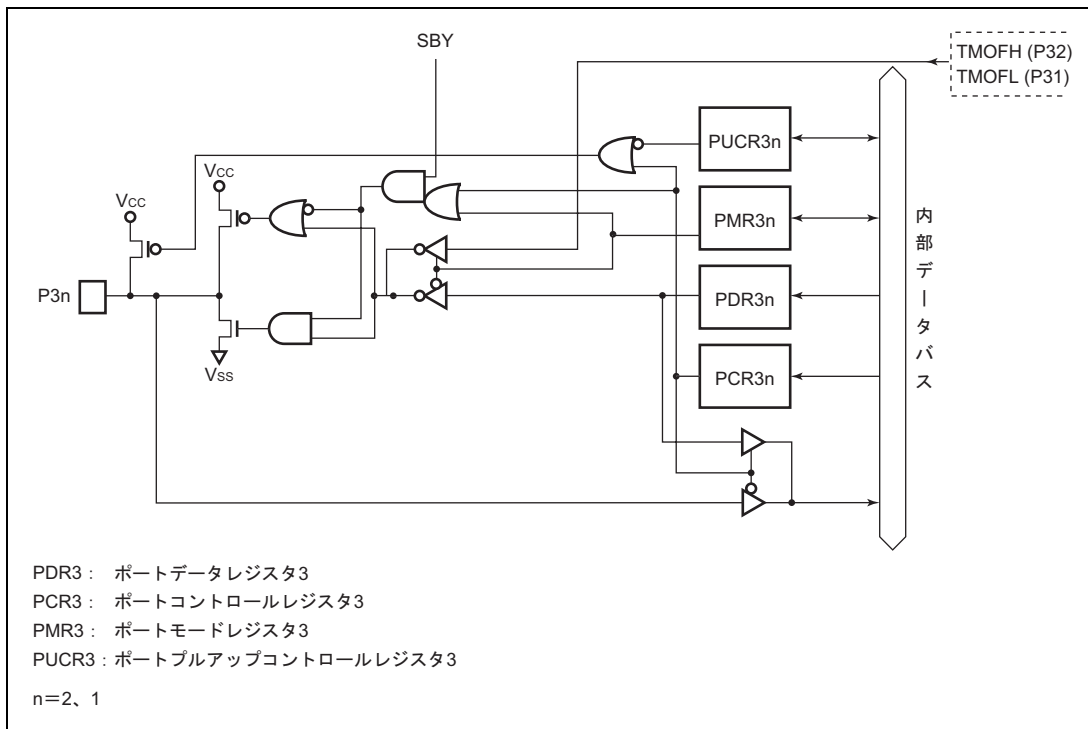 SBY
TMOFH (P32)
TMOFL (P31)
PUCR3n
VCC
VCC
PMR3n
内部データバス
P3n
PDR3n
VSS
PCR3n
PDR3： ポートデータレジスタ3
PCR3： ポートコントロールレジスタ3
PMR3： ポートモードレジスタ3
PUCR3：ポートプルアップコントロールレジスタ3
n＝2、1